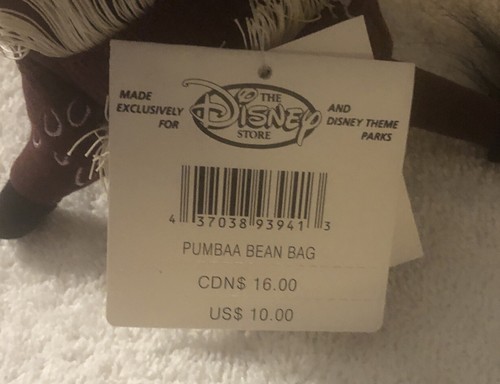 MADE
EXCLUSIVELY
FOR
THE
Disney
STORE
AND
DISNEY THEME
PARKS
4 37038 93941 3
PUMBAA BEAN BAG
CDN$ 16.00
US$ 10.00